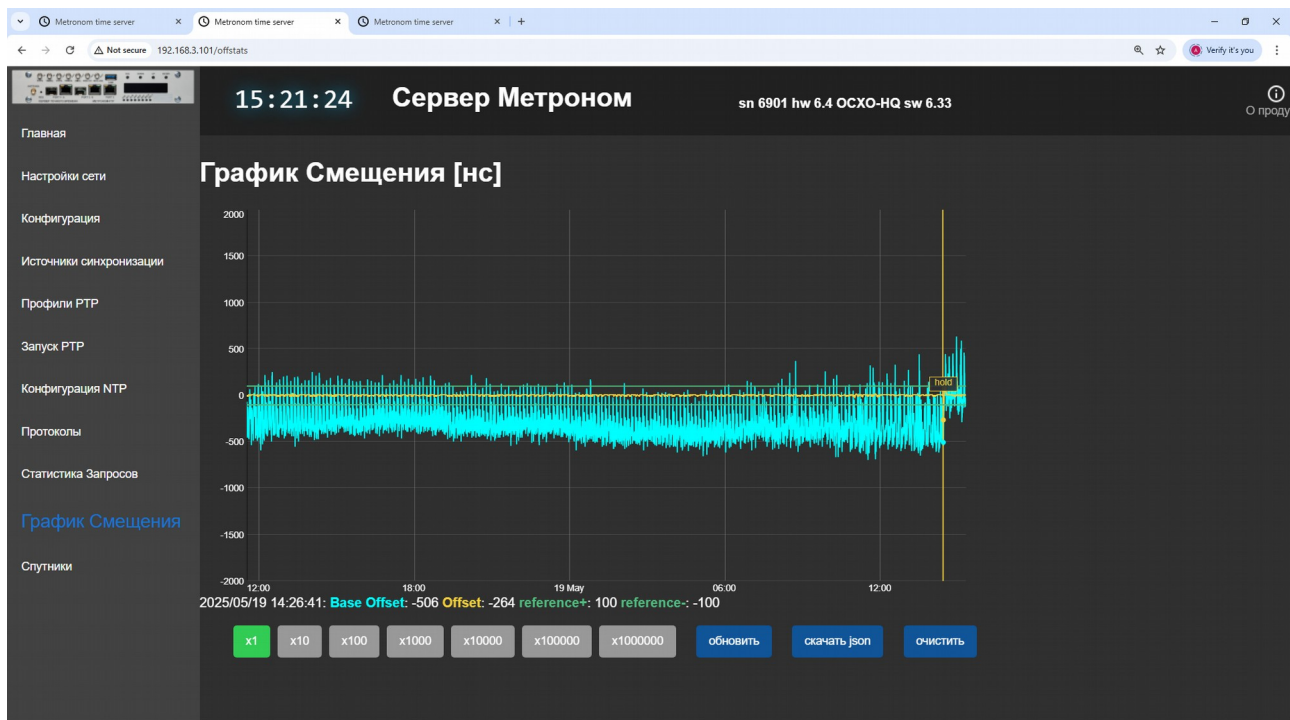 Metronom time server
Metronom time server
Metronom time server
Not secure 192.168.3.101/offstats
Verify it's you
15:21:24 Сервер Метроном sn 6901 hw 6.4 OCXO-HQ sw 6.33
О проду
Главная
Настройки сети
Конфигурация
Источники синхронизации
Профили PTP
Запуск PTP
Конфигурация NTP
Протоколы
Статистика Запросов
График Смещения
Спутники
График Смещения [нс]
2000
1500
1000
500
0
-500
-1000
-1500
-2000
hold
12:00 18:00 19 May 06:00 12:00
2025/05/19 14:26:41: Base Offset: -506 Offset: -264 reference+: 100 reference-: -100
x1 x10 x100 x1000 x10000 x100000 x1000000 обновить скачать json очистить